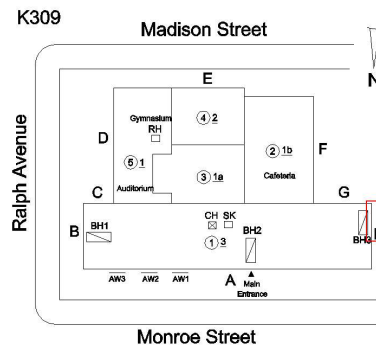 K309
Madison Street
N
E
Gymnasium
RH
4 2
D
5 1
2 1b
F
3 1a
Cafeteria
Auditorium
C
G
Ralph Avenue
B
BH1
CH SK
BH2
1 3
BH3
AW3 AW2 AW1
A
Main
Entrance
Monroe Street